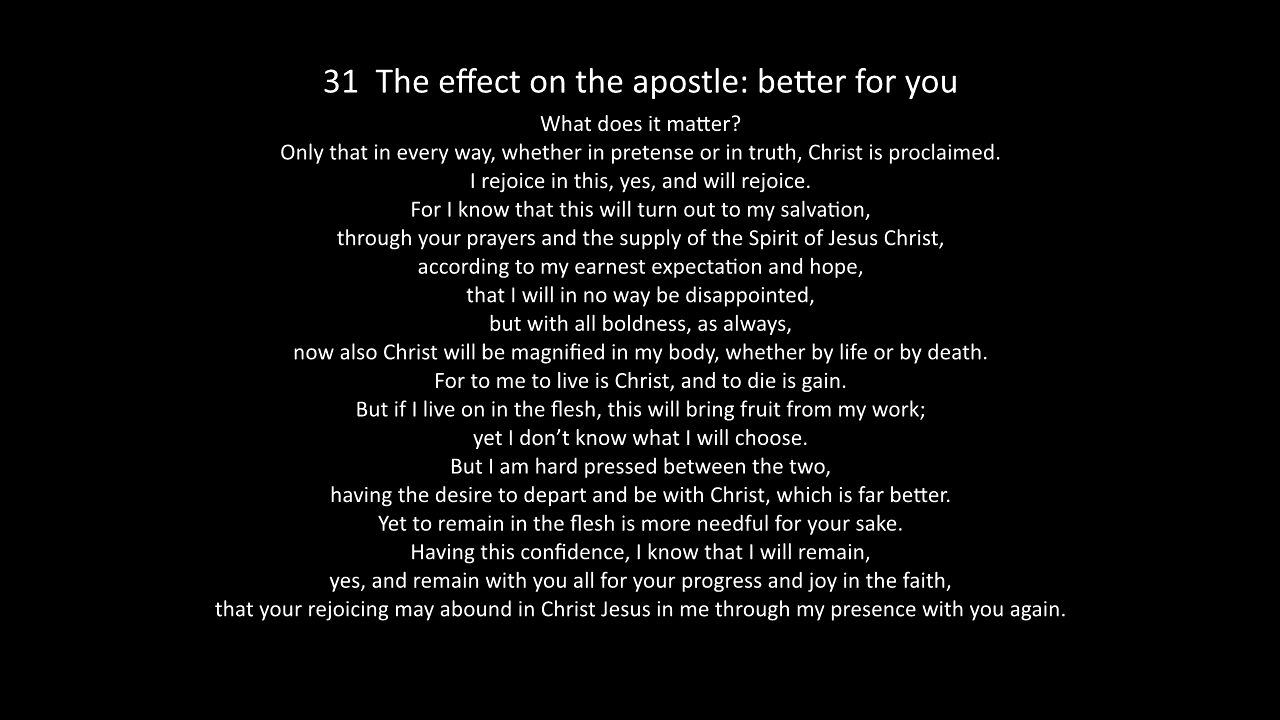 31  The effect on the apostle: better for you
What does it matter?
Only that in every way, whether in pretense or in truth, Christ is proclaimed.
I rejoice in this, yes, and will rejoice.
For I know that this will turn out to my salvation,
through your prayers and the supply of the Spirit of Jesus Christ,
according to my earnest expectation and hope,
that I will in no way be disappointed,
but with all boldness, as always,
now also Christ will be magnified in my body, whether by life or by death.
For to me to live is Christ, and to die is gain.
But if I live on in the flesh, this will bring fruit from my work;
yet I don’t know what I will choose.
But I am hard pressed between the two,
having the desire to depart and be with Christ, which is far better.
Yet to remain in the flesh is more needful for your sake.
Having this confidence, I know that I will remain,
yes, and remain with you all for your progress and joy in the faith,
that your rejoicing may abound in Christ Jesus in me through my presence with you again.